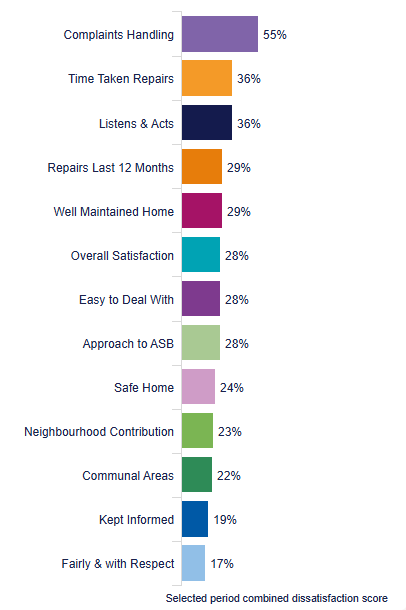 Complaints Handling 55%
Time Taken Repairs 36%
Listens & Acts 36%
Repairs Last 12 Months 29%
Well Maintained Home 29%
Overall Satisfaction 28%
Easy to Deal With 28%
Approach to ASB 28%
Safe Home 24%
Neighbourhood Contribution 23%
Communal Areas 22%
Kept Informed 19%
Fairly & with Respect 17%
Selected period combined dissatisfaction score